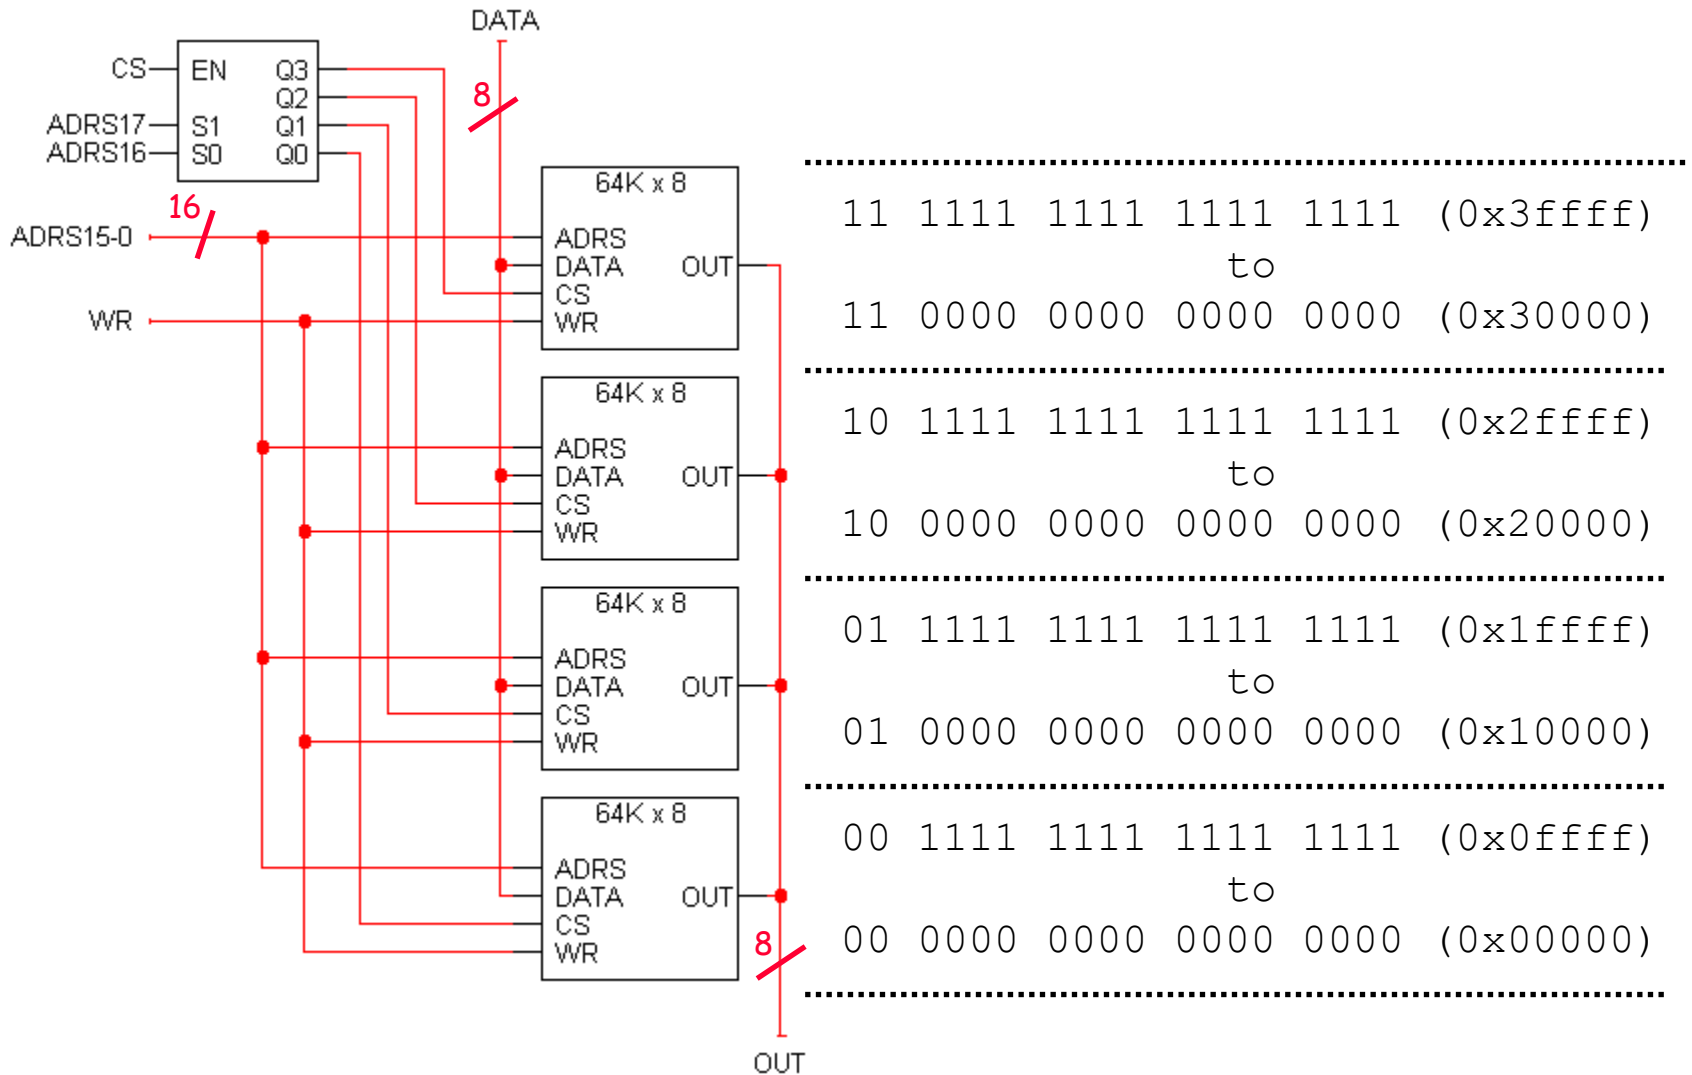 DATA
CS
EN Q3
Q2
ADRS17
S1 Q1
ADRS16
S0 Q0
8
16
ADRS15-0
WR
64K x 8
ADRS
DATA OUT
CS
WR
64K x 8
ADRS
DATA OUT
CS
WR
64K x 8
ADRS
DATA OUT
CS
WR
64K x 8
ADRS
DATA OUT
CS
WR
8
OUT
11 1111 1111 1111 1111 (0x3ffff)
to
11 0000 0000 0000 0000 (0x30000)
10 1111 1111 1111 1111 (0x2ffff)
to
10 0000 0000 0000 0000 (0x20000)
01 1111 1111 1111 1111 (0x1ffff)
to
01 0000 0000 0000 0000 (0x10000)
00 1111 1111 1111 1111 (0x0ffff)
to
00 0000 0000 0000 0000 (0x00000)